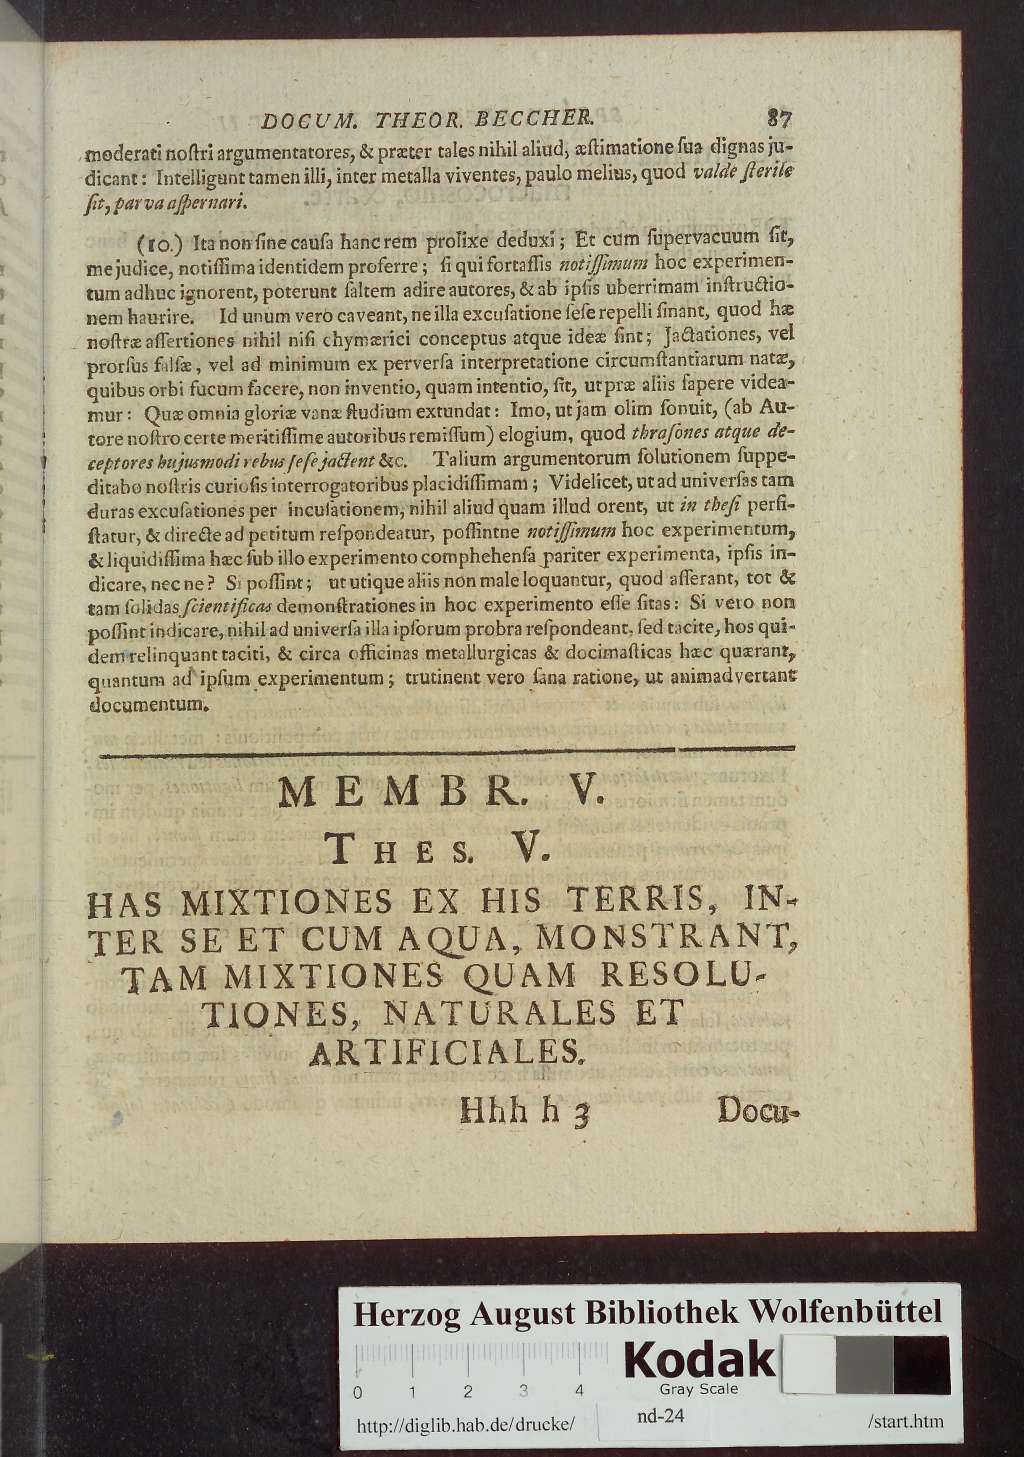 DOCUM. THEOR. BECCHER. 87
moderati noſtri argumentatores, & præter tales nihil aliud, æſtimatione ſua dignas ju-
dicant: Intelligunt tamen illi, inter metalla viventes, paulo melius, quod valde ſterile
ſit, parva aſpernari.
(10.) Ita non ſine cauſa hanc rem prolixe deduxi; Et cum ſupervacuum ſit,
me judice, notiſſima identidem proferre; ſi qui fortaſſis notiſſimum hoc experimen-
tum adhuc ignorent, poterunt ſaltem adire autores, & ab ipſis uberrimam inſtructio-
nem haurire. Id unum vero caveant, ne illa excuſatione ſeſe repelli ſinant, quod hæ
noſtræ aſſertiones nihil niſi chymærici conceptus atque ideæ ſint; Jactationes, vel
prorſus falſæ, vel ad minimum ex perverſa interpretatione circumſtantiarum natæ,
quibus orbi fucum facere, non inventio, quam intentio, ſit, ut præ aliis ſapere videa-
mur: Quæ omnia gloriæ vanæ ſtudium extundat: Imo, ut jam olim ſonuit, (ab Au-
tore noſtro certe meritiſſime autoribus remiſſum) elogium, quod thraſones atque de-
ceptores hujusmodi rebus ſeſe jactent &c. Talium argumentorum ſolutionem ſuppe-
ditabo noſtris curioſis interrogatoribus placidiſſimam; Videlicet, ut ad univerſas tam
duras excuſationes per inculationem, nihil aliud quam illud orent, ut in theſi perſi-
ſtatur, & directe ad petitum reſpondeatur, poſſintne notiſſimum hoc experimentum,
& liquidiſſima hæc ſub illo experimento comphehenſa pariter experimenta, ipſis in-
dicare, nec ne? Si poſſint; ut utique aliis non male loquantur, quod aſſerant, tot &
tam ſolidas ſcientificas demonſtrationes in hoc experimento eſſe ſitas: Si vero non
poſſint indicare, nihil ad univerſa illa ipſorum probra reſpondeant, ſed tacite, hos qui-
dem relinquant taciti, & circa officinas metallurgicas & docimaſticas hæc quærant,
quantum ad ipſum experimentum; trutinent vero ſana ratione, ut animadvertant
documentum.
MEMBR. V.
THES. V.
HAS MIXTIONES EX HIS TERRIS, IN-
TER SE ET CUM AQUA, MONSTRANT,
TAM MIXTIONES QUAM RESOLU-
TIONES, NATURALES ET
ARTIFICIALES.
Hhh h 3 Docu-
Herzog August Bibliothek Wolfenbüttel
Kodak
Gray Scale
0 1 2 3 4
http://diglib.hab.de/drucke/ nd-24 /start.htm